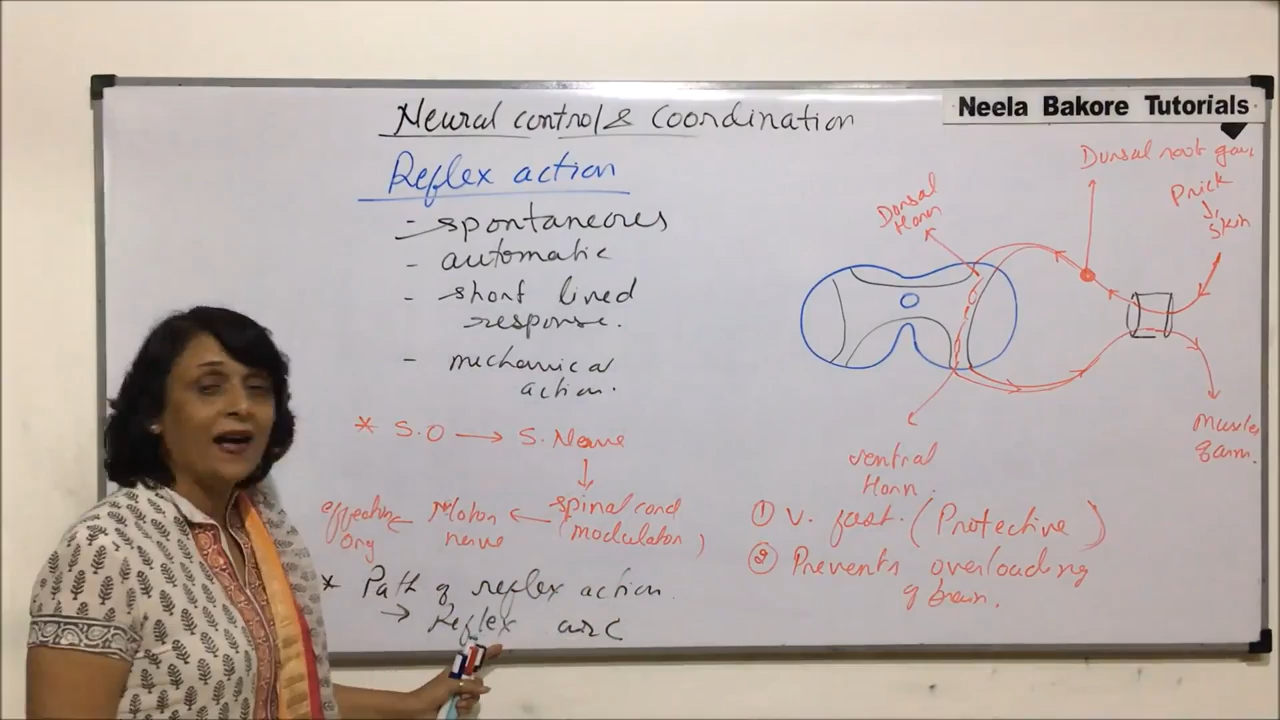 Neural control & Coordination
Neela Bakore Tutorials
Reflex action
- spontaneous
- automatic
- short lived
response.
- mechanical
action.
* S.O → S. Nerve
↓
spinal cord
(modulator)
← Motor
nerve
←
org
* Path of reflex action.
→ Reflex arc
Dorsal root gan,
Prick
↓
Skin
Dorsal
Horn
ventral
Horn.
Muscles
of arm.
① V. fast. (Protective)
② Prevents overloading
of brain.